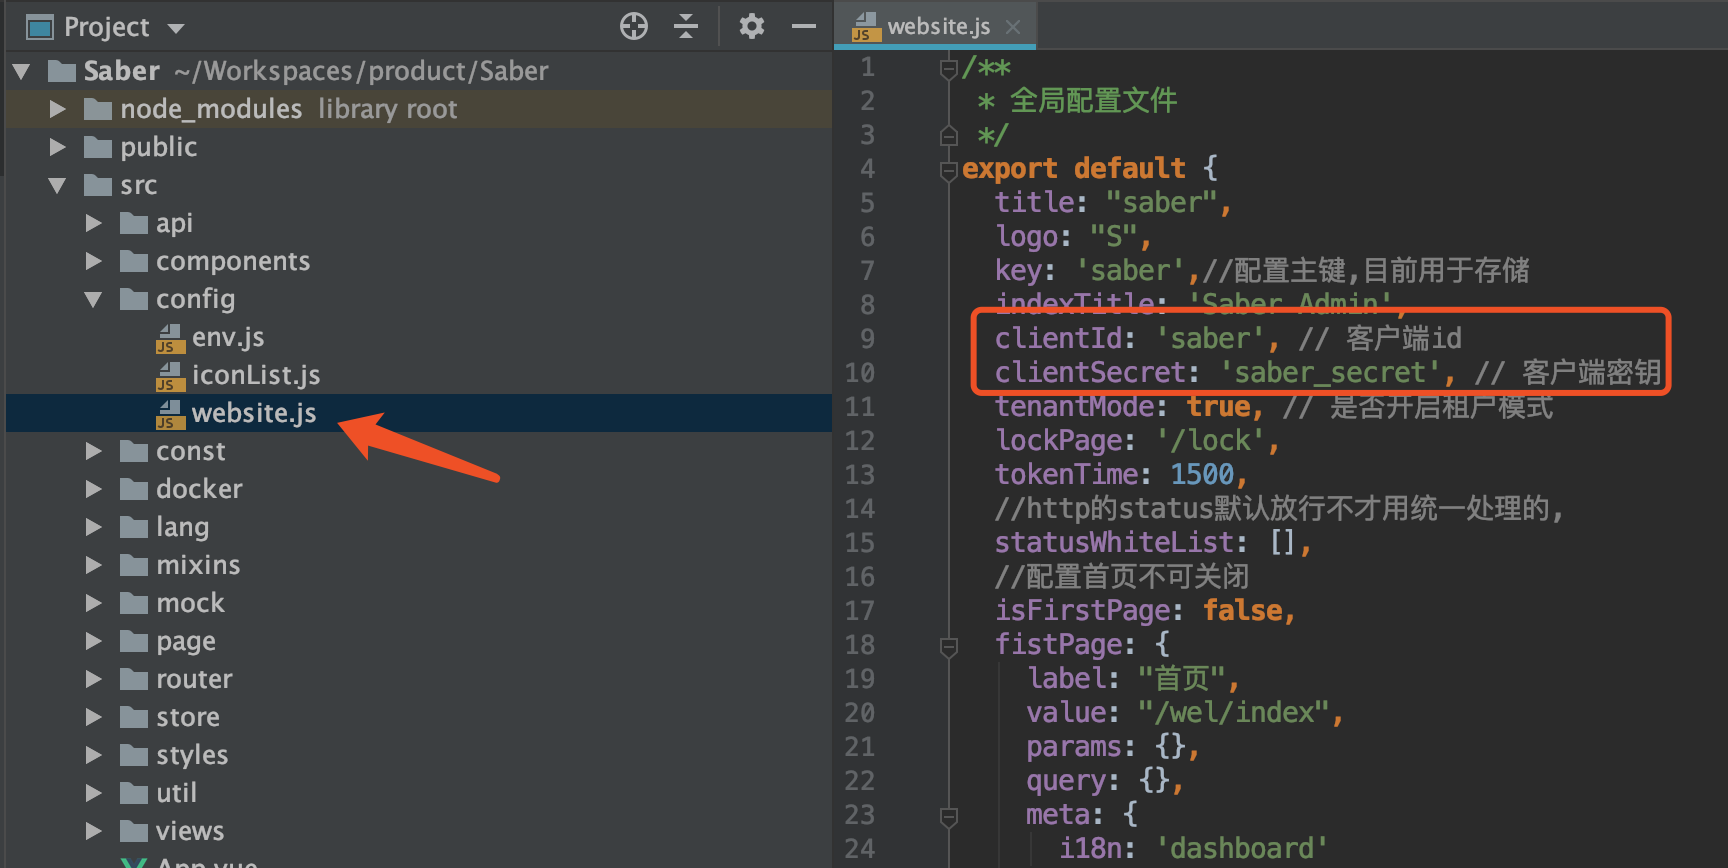 Project
Saber ~/Workspaces/product/Saber
node_modules library root
public
src
api
components
config
JS env.js
JS iconList.js
JS website.js
const
docker
lang
mixins
mock
page
router
store
styles
util
views
App.vue
JS website.js
1 /**
2 * 全局配置文件
3 */
4 export default {
5 title: "saber",
6 logo: "S",
7 key: 'saber',//配置主键,目前用于存储
8 indexTitle: 'Saber Admin',
9 clientId: 'saber', // 客户端id
10 clientSecret: 'saber_secret', // 客户端密钥
11 tenantMode: true, // 是否开启租户模式
12 lockPage: '/lock',
13 tokenTime: 1500,
14 //http的status默认放行不才用统一处理的,
15 statusWhiteList: [],
16 //配置首页不可关闭
17 isFirstPage: false,
18 fistPage: {
19 label: "首页",
20 value: "/wel/index",
21 params: {},
22 query: {},
23 meta: {
24 i18n: 'dashboard'